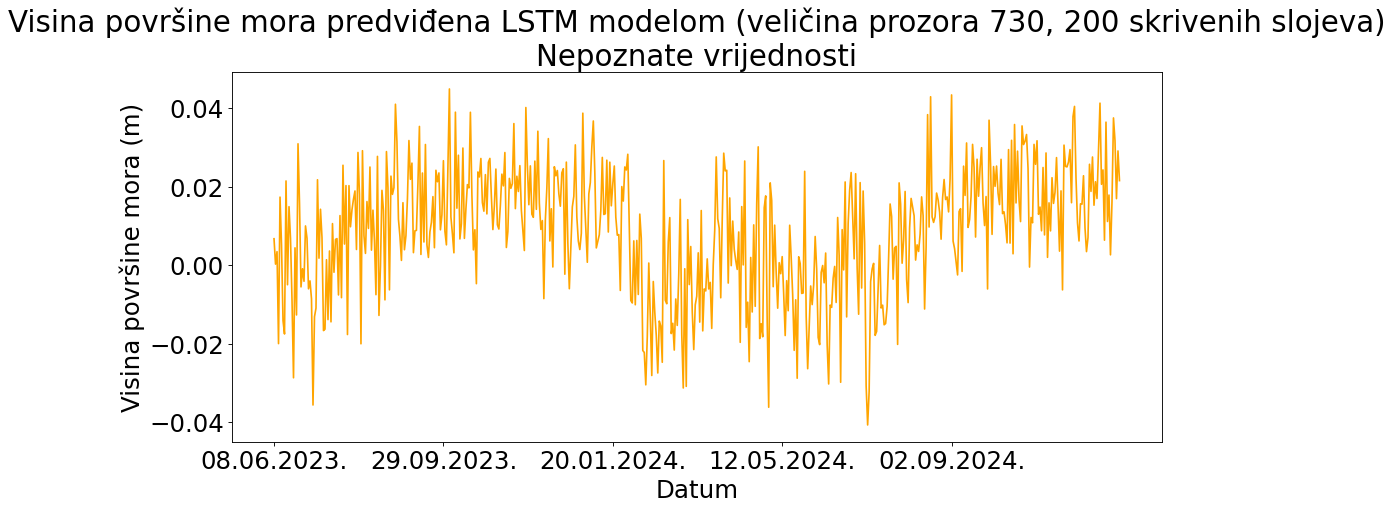 Visina površine mora predviđena LSTM modelom (veličina prozora 730, 200 skrivenih slojeva)
Nepoznate vrijednosti
Visina površine mora (m)
0.04
0.02
0.00
−0.02
−0.04
08.06.2023. 29.09.2023. 20.01.2024. 12.05.2024. 02.09.2024.
Datum